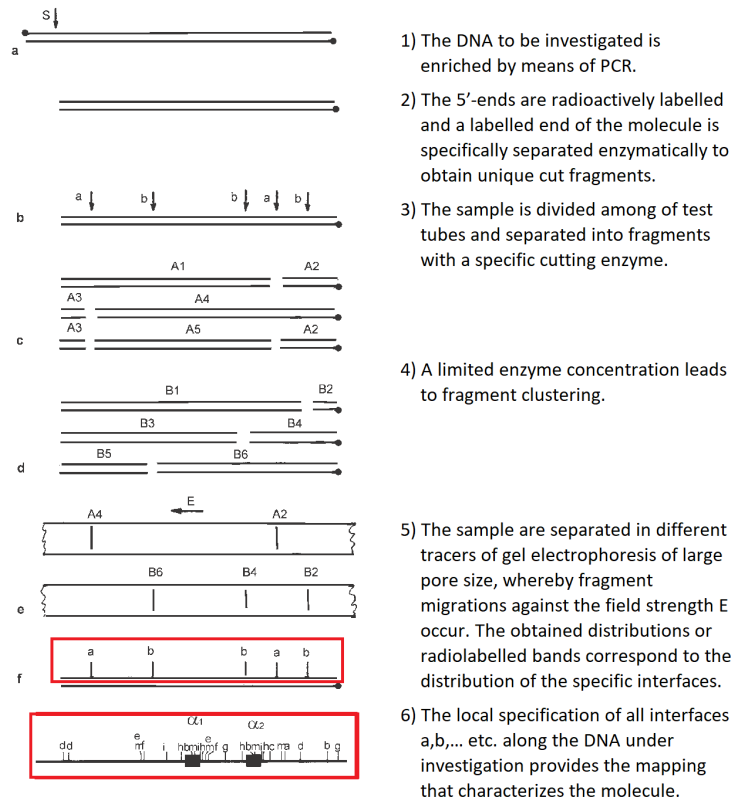 S
a
1) The DNA to be investigated is
enriched by means of PCR.
2) The 5’-ends are radioactively labelled
and a labelled end of the molecule is
specifically separated enzymatically to
obtain unique cut fragments.
a b b a b
b
3) The sample is divided among of test
tubes and separated into fragments
with a specific cutting enzyme.
A1 A2
A3 A4
A3 A5 A2
c
4) A limited enzyme concentration leads
to fragment clustering.
B1 B2
B3 B4
B5 B6
d
E
A4 A2
B6 B4 B2
e
5) The sample are separated in different
tracers of gel electrophoresis of large
pore size, whereby fragment
migrations against the field strength E
occur. The obtained distributions or
radiolabelled bands correspond to the
distribution of the specific interfaces.
a b b a b
f
6) The local specification of all interfaces
a,b,... etc. along the DNA under
investigation provides the mapping
that characterizes the molecule.
α1 α2
e e
dd mf i hbmihmf g hbmihc ma d b g